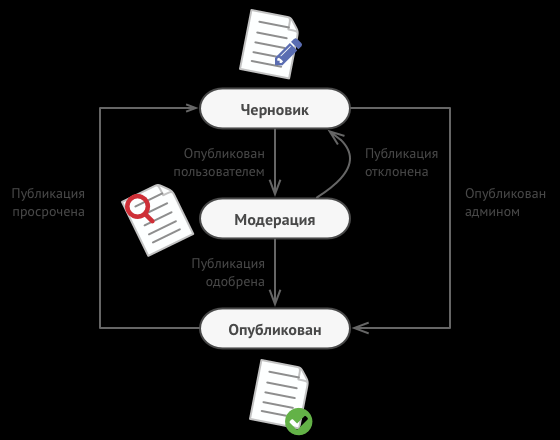 Черновик
Опубликован
пользователем
Публикация
отклонена
Публикация
просрочена
Опубликован
админом
Модерация
Публикация
одобрена
Опубликован